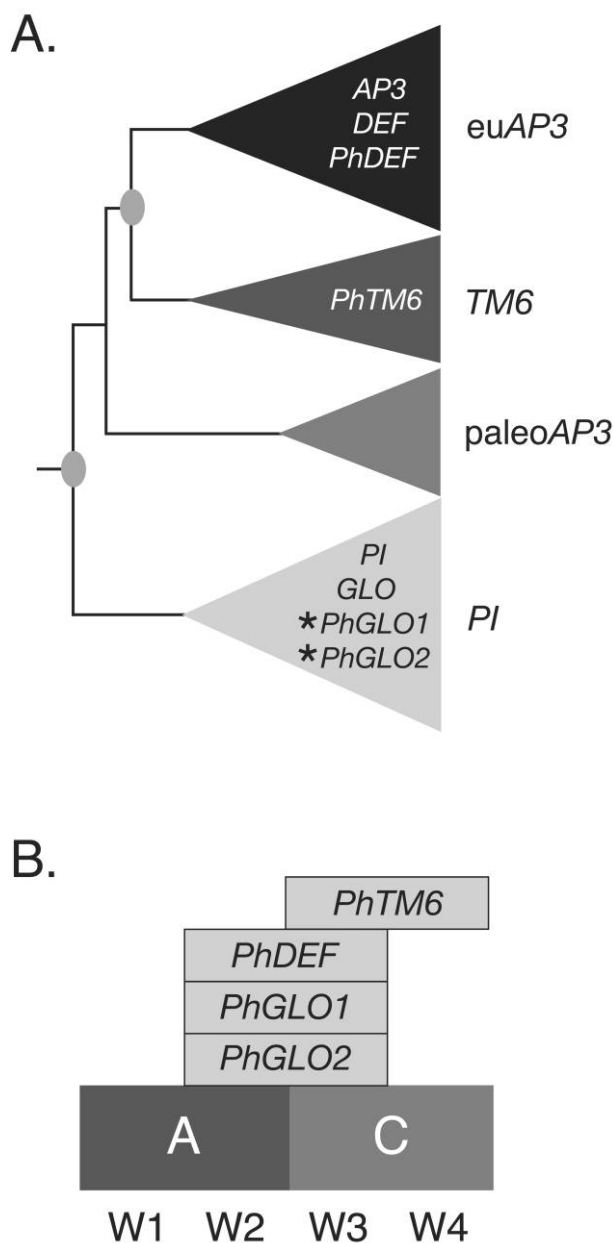 A.
AP3
DEF
PhDEF
euAP3
PhTM6
TM6
paleoAP3
PI
GLO
*PhGLO1
*PhGLO2
PI
B.
PhTM6
PhDEF
PhGLO1
PhGLO2
A C
W1 W2 W3 W4